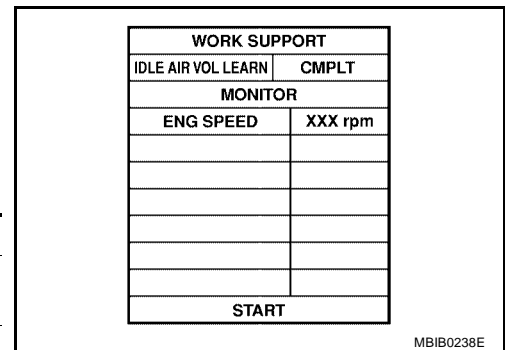 WORK SUPPORT
IDLE AIR VOL LEARN CMPLT
MONITOR
ENG SPEED XXX rpm
START
MBIB0238E